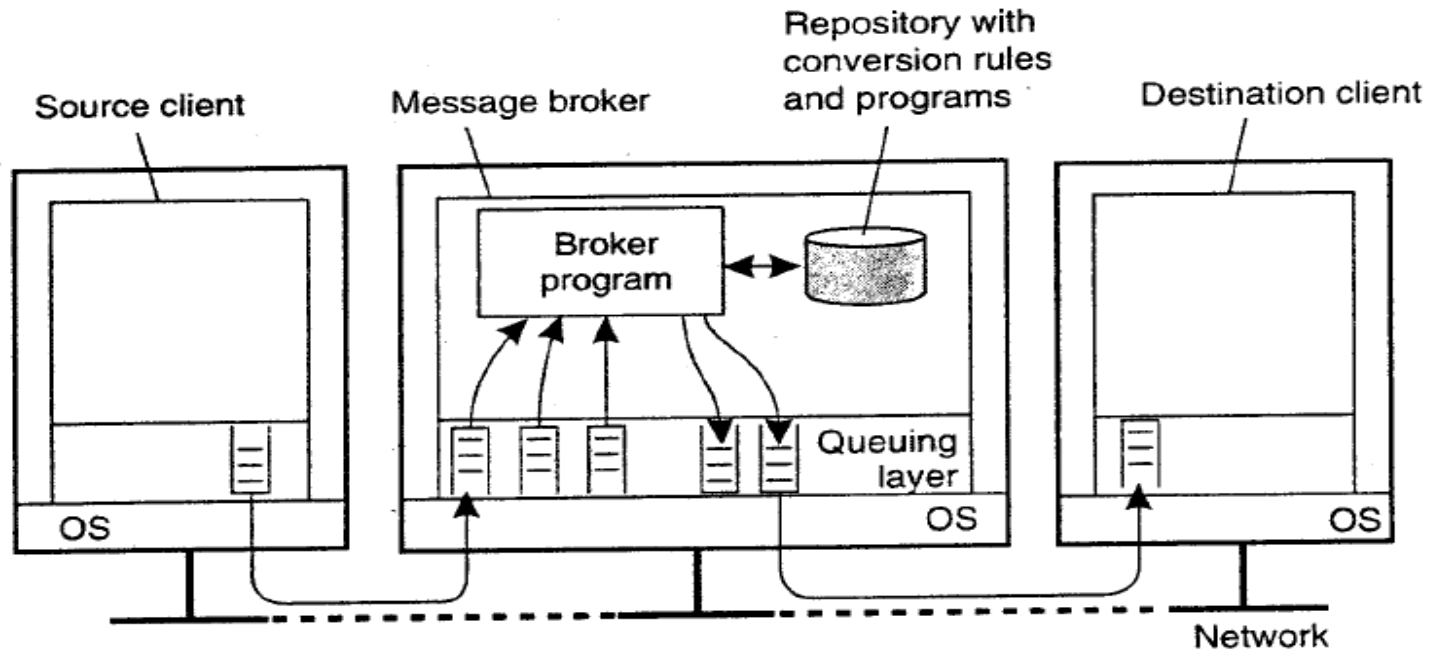 Repository with
conversion rules
and programs
Source client
Message broker
Destination client
Broker
program
Queuing
layer
OS
OS
OS
Network